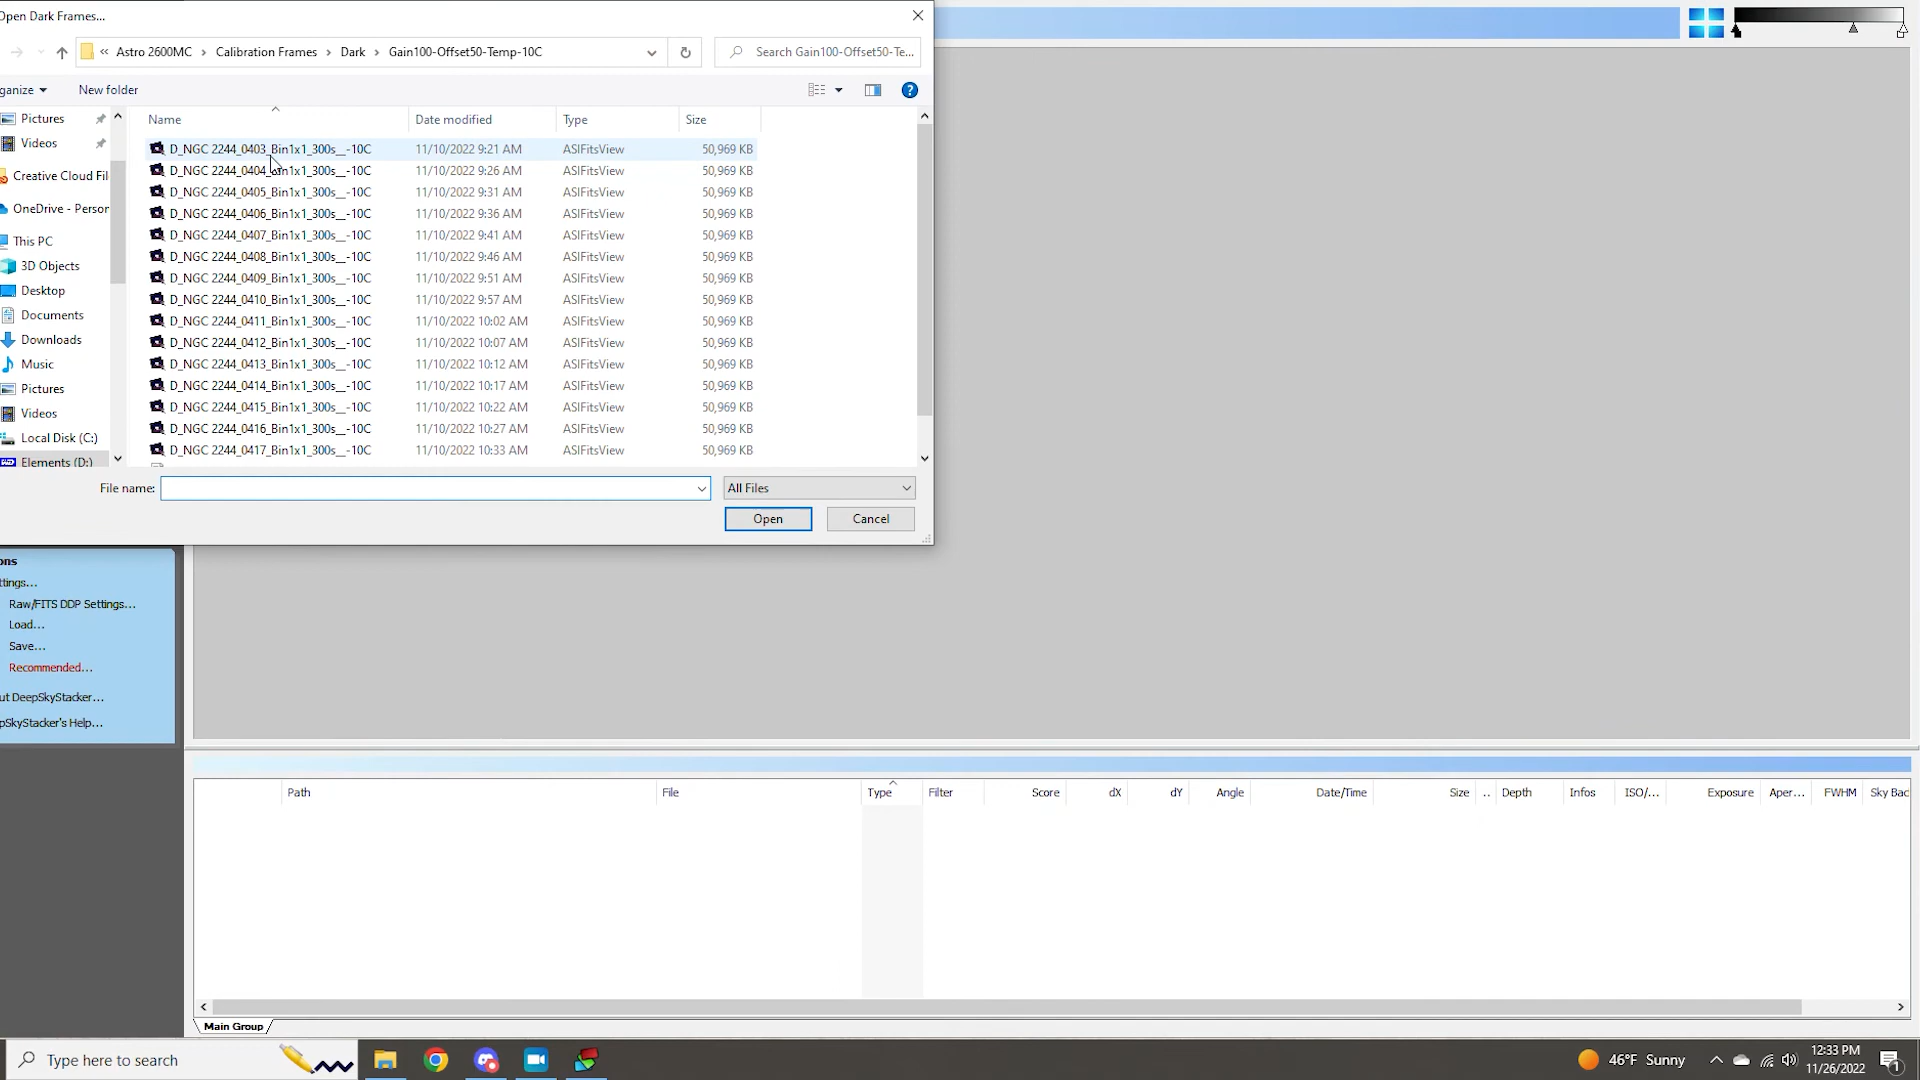 Open Dark Frames...
« Astro 2600MC › Calibration Frames › Dark › Gain100-Offset50-Temp-10C
Search Gain100-Offset50-Te...
ganize
New folder
Pictures
Videos
Creative Cloud Fil
OneDrive - Person
This PC
3D Objects
Desktop
Documents
Downloads
Music
Pictures
Videos
Local Disk (C:)
Elements (D:)
Name Date modified Type Size
D_NGC 2244_0403_Bin1x1_300s__-10C 11/10/2022 9:21 AM ASIFitsView 50,969 KB
D_NGC 2244_0404_Bin1x1_300s__-10C 11/10/2022 9:26 AM ASIFitsView 50,969 KB
D_NGC 2244_0405_Bin1x1_300s__-10C 11/10/2022 9:31 AM ASIFitsView 50,969 KB
D_NGC 2244_0406_Bin1x1_300s__-10C 11/10/2022 9:36 AM ASIFitsView 50,969 KB
D_NGC 2244_0407_Bin1x1_300s__-10C 11/10/2022 9:41 AM ASIFitsView 50,969 KB
D_NGC 2244_0408_Bin1x1_300s__-10C 11/10/2022 9:46 AM ASIFitsView 50,969 KB
D_NGC 2244_0409_Bin1x1_300s__-10C 11/10/2022 9:51 AM ASIFitsView 50,969 KB
D_NGC 2244_0410_Bin1x1_300s__-10C 11/10/2022 9:57 AM ASIFitsView 50,969 KB
D_NGC 2244_0411_Bin1x1_300s__-10C 11/10/2022 10:02 AM ASIFitsView 50,969 KB
D_NGC 2244_0412_Bin1x1_300s__-10C 11/10/2022 10:07 AM ASIFitsView 50,969 KB
D_NGC 2244_0413_Bin1x1_300s__-10C 11/10/2022 10:12 AM ASIFitsView 50,969 KB
D_NGC 2244_0414_Bin1x1_300s__-10C 11/10/2022 10:17 AM ASIFitsView 50,969 KB
D_NGC 2244_0415_Bin1x1_300s__-10C 11/10/2022 10:22 AM ASIFitsView 50,969 KB
D_NGC 2244_0416_Bin1x1_300s__-10C 11/10/2022 10:27 AM ASIFitsView 50,969 KB
D_NGC 2244_0417_Bin1x1_300s__-10C 11/10/2022 10:33 AM ASIFitsView 50,969 KB
File name:
All Files
Open
Cancel
ons
ttings...
Raw/FITS DDP Settings...
Load...
Save...
Recommended...
ut DeepSkyStacker...
pSkyStacker's Help...
Path File Type Filter Score dX dY Angle Date/Time Size .. Depth Infos ISO/... Exposure Aper... FWHM Sky Bac
Main Group
Type here to search
46°F Sunny
12:33 PM
11/26/2022
1